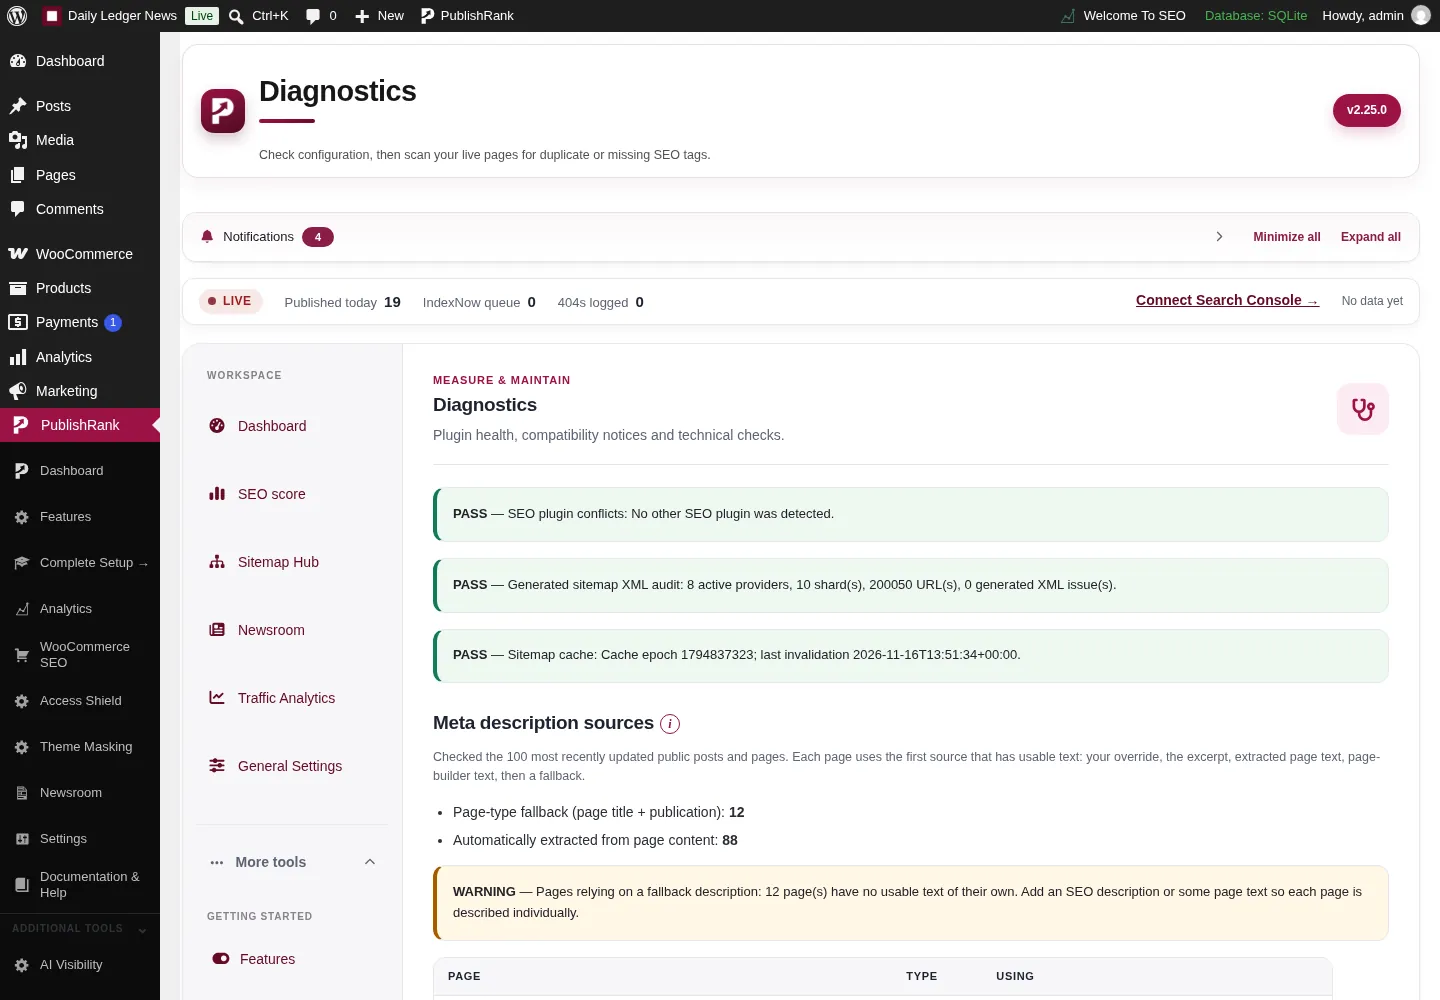 Daily Ledger News Live Ctrl+K 0 New PublishRank Welcome To SEO Database: SQLite Howdy, admin
Dashboard
Posts
Media
Pages
Comments
WooCommerce
Products
Payments 1
Analytics
Marketing
PublishRank
Dashboard
Features
Complete Setup →
Analytics
WooCommerce
SEO
Access Shield
Theme Masking
Newsroom
Settings
Documentation &
Help
ADDITIONAL TOOLS
AI Visibility
Diagnostics
v2.25.0
Check configuration, then scan your live pages for duplicate or missing SEO tags.
Notifications 4 Minimize all Expand all
LIVE Published today 19 IndexNow queue 0 404s logged 0 Connect Search Console → No data yet
WORKSPACE
Dashboard
SEO score
Sitemap Hub
Newsroom
Traffic Analytics
General Settings
More tools
GETTING STARTED
Features
MEASURE & MAINTAIN
Diagnostics
Plugin health, compatibility notices and technical checks.
PASS — SEO plugin conflicts: No other SEO plugin was detected.
PASS — Generated sitemap XML audit: 8 active providers, 10 shard(s), 200050 URL(s), 0 generated XML issue(s).
PASS — Sitemap cache: Cache epoch 1794837323; last invalidation 2026-11-16T13:51:34+00:00.
Meta description sources i
Checked the 100 most recently updated public posts and pages. Each page uses the first source that has usable text: your override, the excerpt, extracted page text, page-
builder text, then a fallback.
• Page-type fallback (page title + publication): 12
• Automatically extracted from page content: 88
WARNING — Pages relying on a fallback description: 12 page(s) have no usable text of their own. Add an SEO description or some page text so each page is
described individually.
PAGE TYPE USING